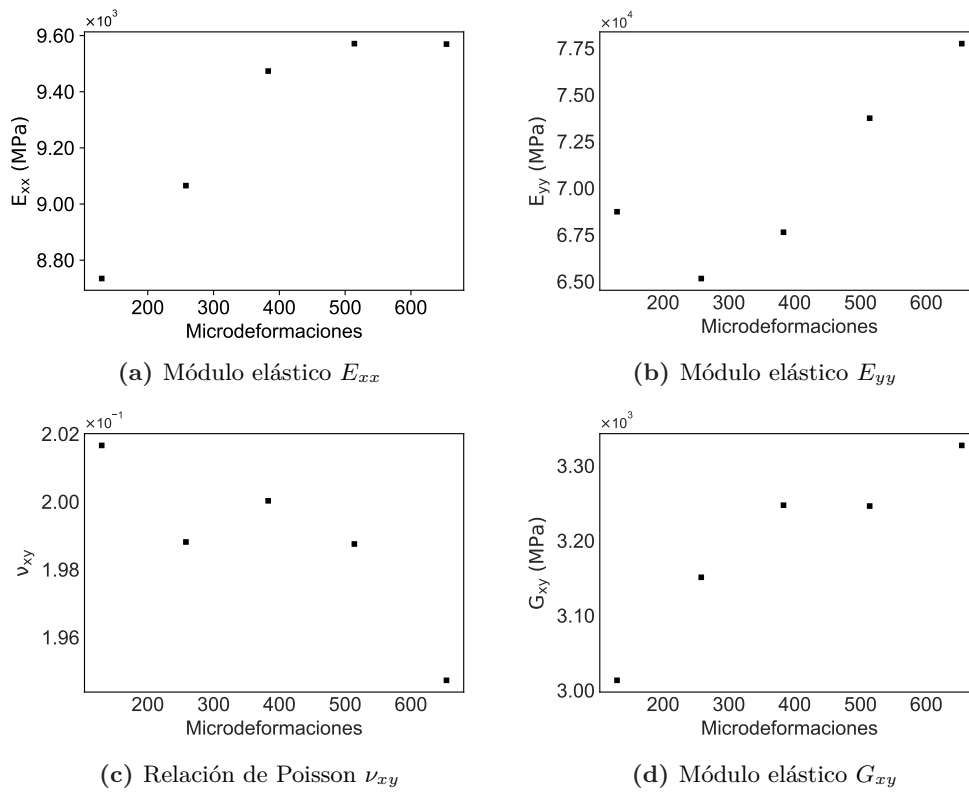 ×10³
9.60
9.40
9.20
9.00
8.80
E_xx (MPa)
200 300 400 500 600
Microdeformaciones
(a) Módulo elástico E_xx
×10⁴
7.75
7.50
7.25
7.00
6.75
6.50
E_yy (MPa)
200 300 400 500 600
Microdeformaciones
(b) Módulo elástico E_yy
×10⁻¹
2.02
2.00
1.98
1.96
ν_xy
200 300 400 500 600
Microdeformaciones
(c) Relación de Poisson ν_xy
×10³
3.30
3.20
3.10
3.00
G_xy (MPa)
200 300 400 500 600
Microdeformaciones
(d) Módulo elástico G_xy